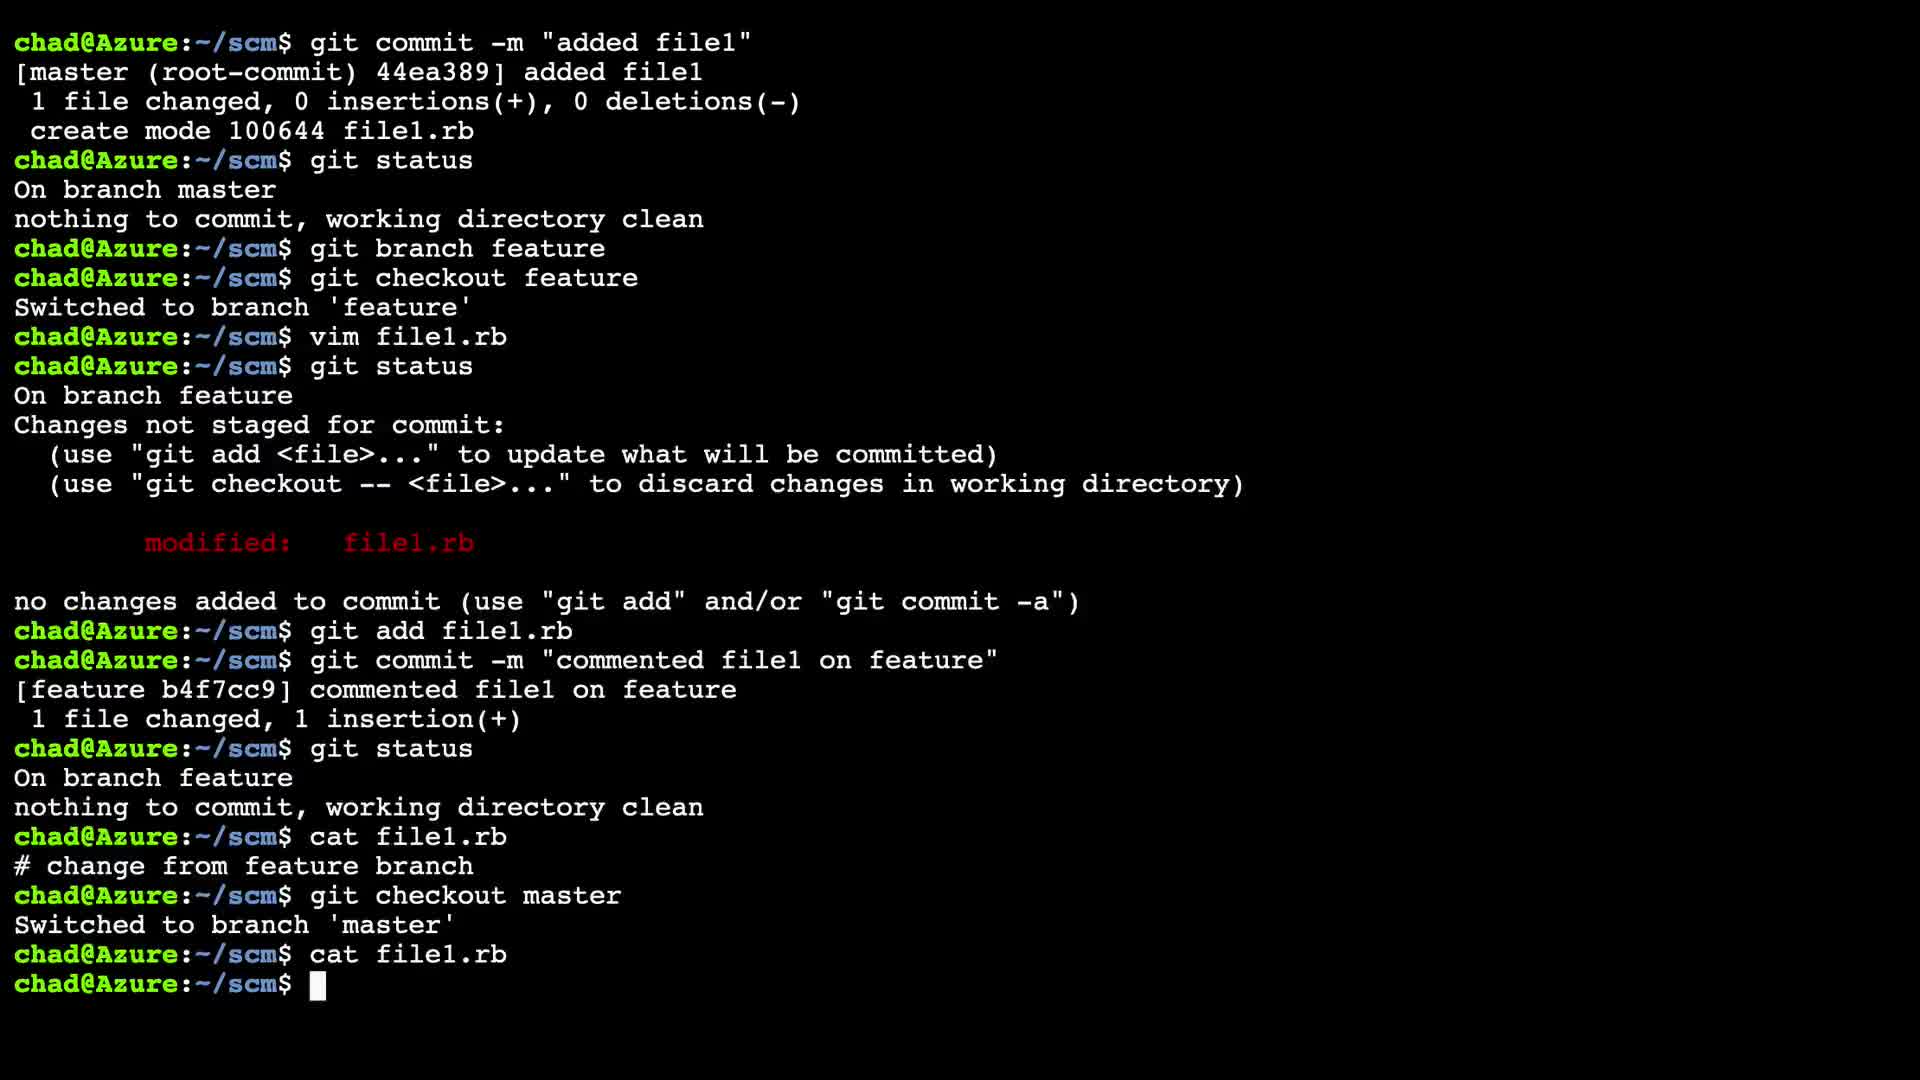 chad@Azure:~/scm$ git commit -m "added file1"
[master (root-commit) 44ea389] added file1
 1 file changed, 0 insertions(+), 0 deletions(-)
 create mode 100644 file1.rb
chad@Azure:~/scm$ git status
On branch master
nothing to commit, working directory clean
chad@Azure:~/scm$ git branch feature
chad@Azure:~/scm$ git checkout feature
Switched to branch 'feature'
chad@Azure:~/scm$ vim file1.rb
chad@Azure:~/scm$ git status
On branch feature
Changes not staged for commit:
  (use "git add <file>..." to update what will be committed)
  (use "git checkout -- <file>..." to discard changes in working directory)
        modified:   file1.rb
no changes added to commit (use "git add" and/or "git commit -a")
chad@Azure:~/scm$ git add file1.rb
chad@Azure:~/scm$ git commit -m "commented file1 on feature"
[feature b4f7cc9] commented file1 on feature
 1 file changed, 1 insertion(+)
chad@Azure:~/scm$ git status
On branch feature
nothing to commit, working directory clean
chad@Azure:~/scm$ cat file1.rb
# change from feature branch
chad@Azure:~/scm$ git checkout master
Switched to branch 'master'
chad@Azure:~/scm$ cat file1.rb
chad@Azure:~/scm$